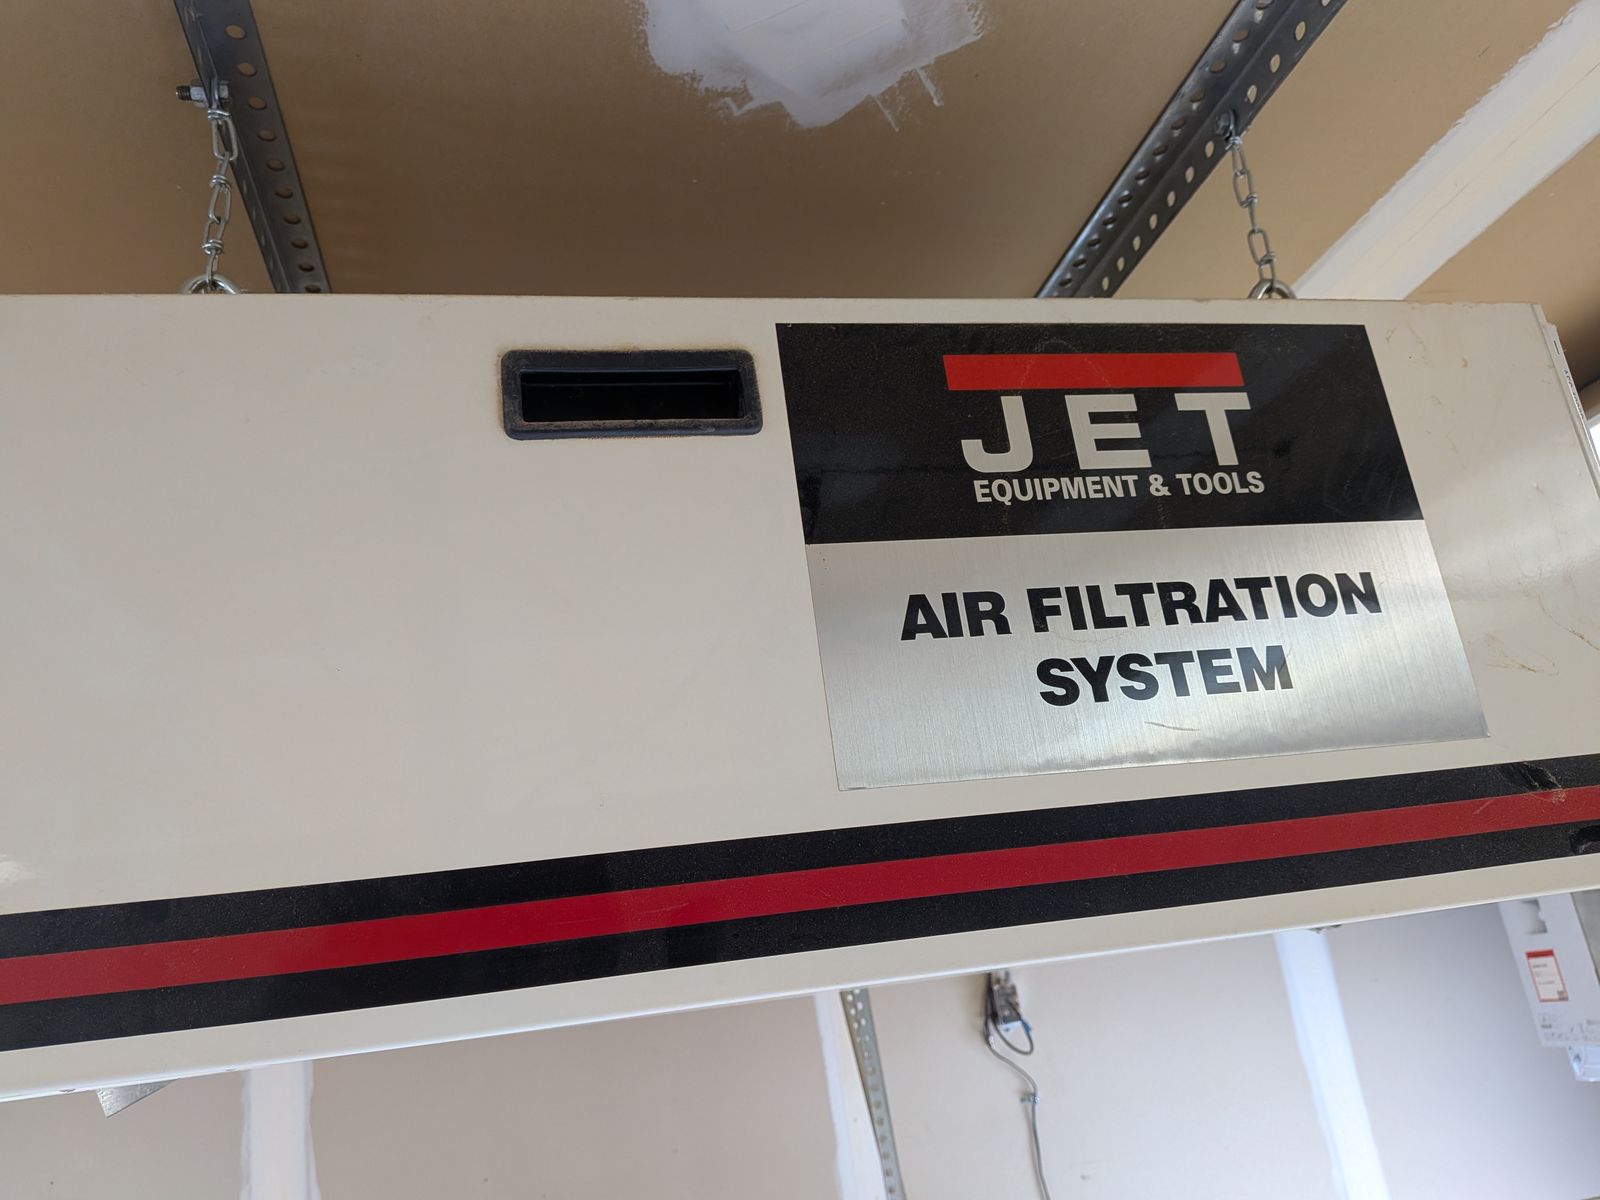 JET
EQUIPMENT & TOOLS
AIR FILTRATION
SYSTEM